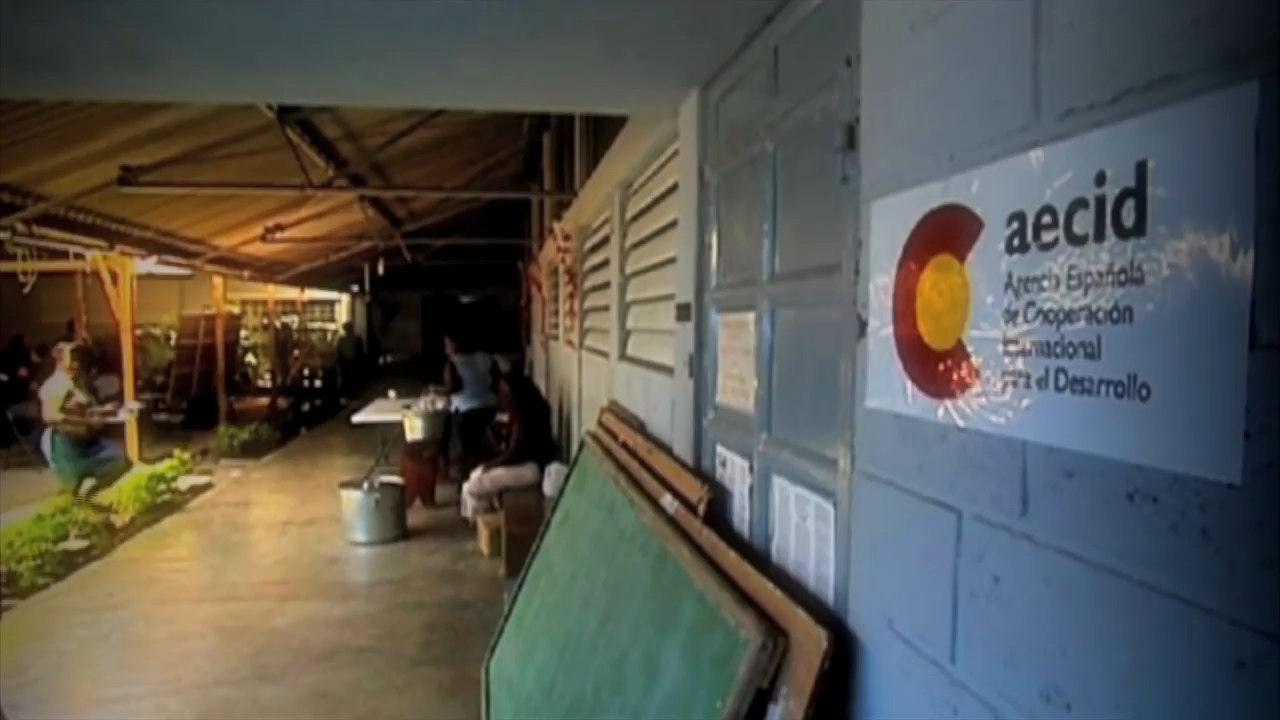 aecid
Agencia Española
de Cooperación
Internacional
para el Desarrollo